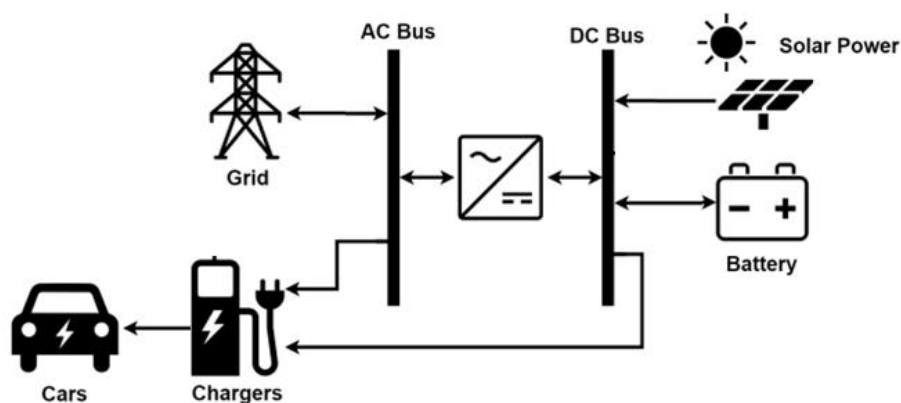 AC Bus
DC Bus
Solar Power
Grid
Battery
Cars
Chargers